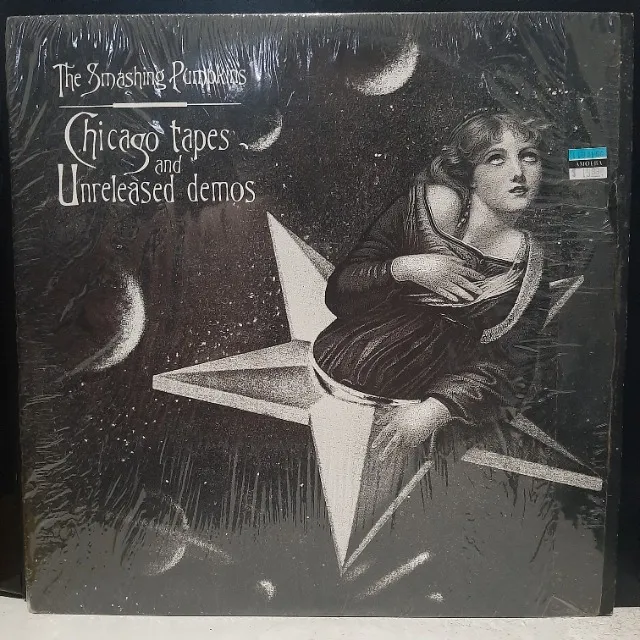 The Smashing Pumpkins
Chicago tapes
and
Unreleased demos
AMOEBA